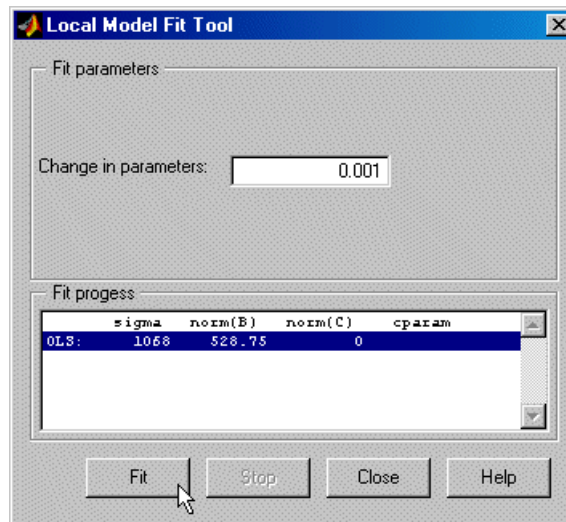 Local Model Fit Tool
Fit parameters
Change in parameters: 0.001
Fit progess
sigma norm(B) norm(C) cparam
OLS: 1068 528.75 0
Fit Stop Close Help